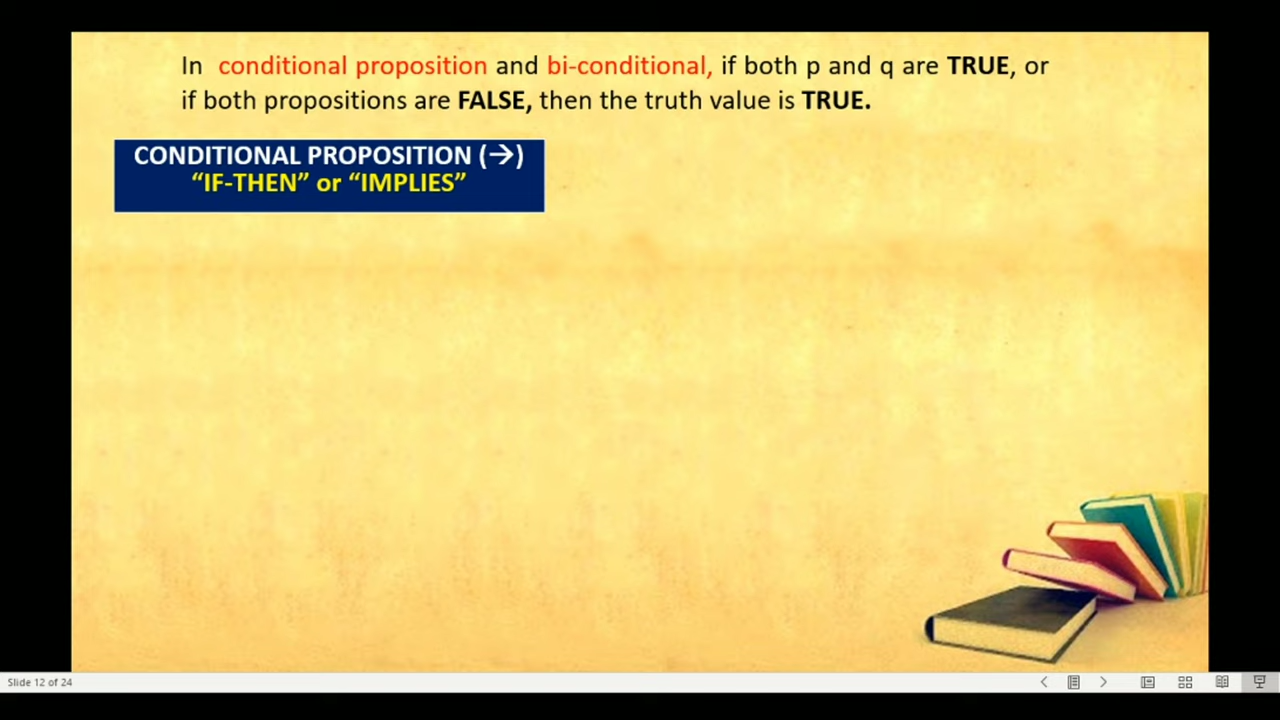 In conditional proposition and bi-conditional, if both p and q are TRUE, or
if both propositions are FALSE, then the truth value is TRUE.
CONDITIONAL PROPOSITION (→)
“IF-THEN” or “IMPLIES”
Slide 12 of 24